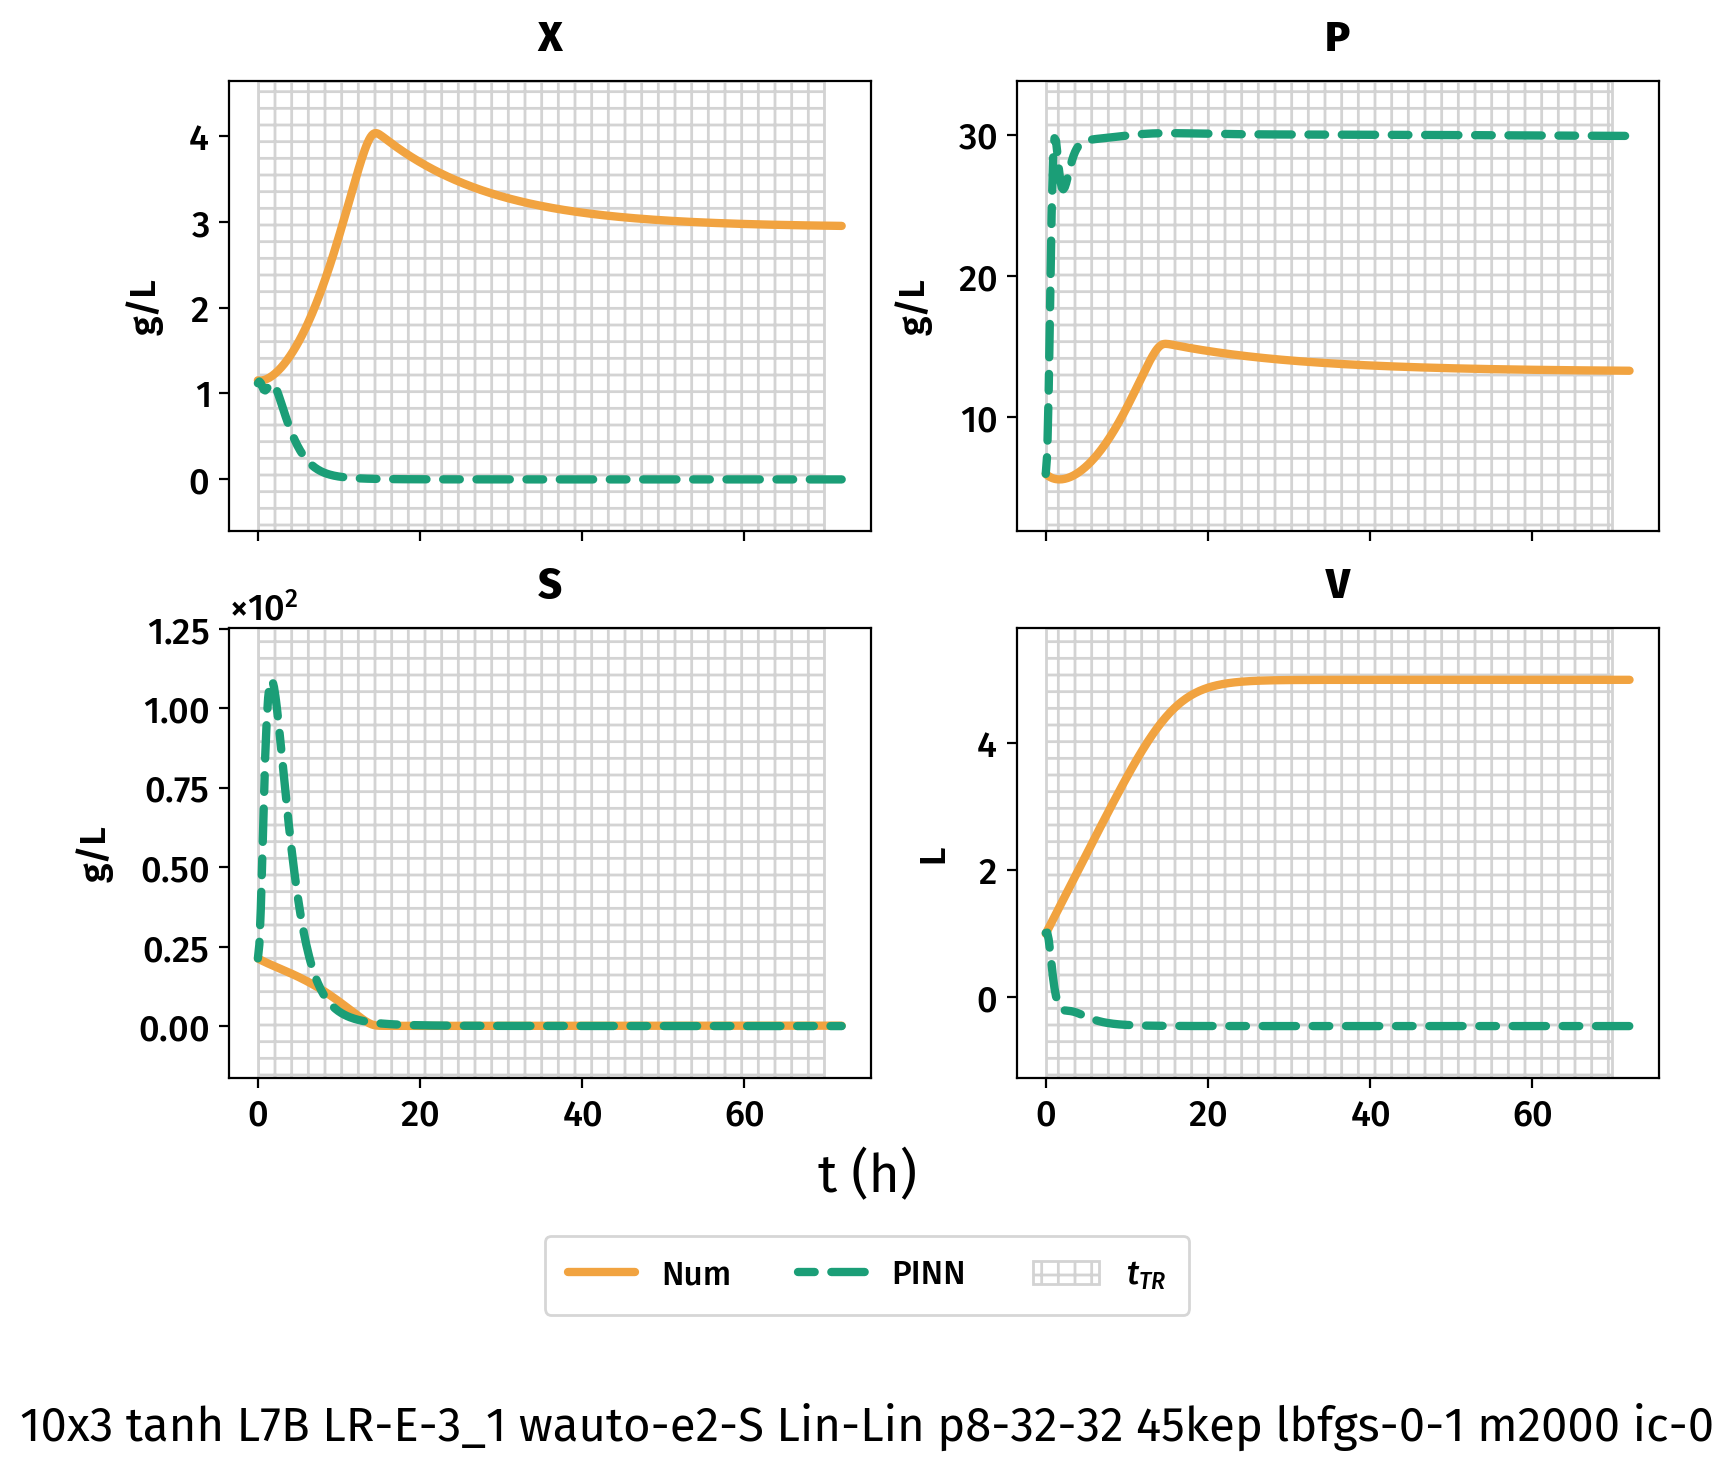 X
P
4
3
2
1
0
g/L
30
20
10
g/L
S
V
×10²
1.25
1.00
0.75
0.50
0.25
0.00
g/L
0
20
40
60
4
2
0
L
0
20
40
60
t (h)
Num
PINN
t_TR
10x3 tanh L7B LR-E-3_1 wauto-e2-S Lin-Lin p8-32-32 45kep lbfgs-0-1 m2000 ic-0